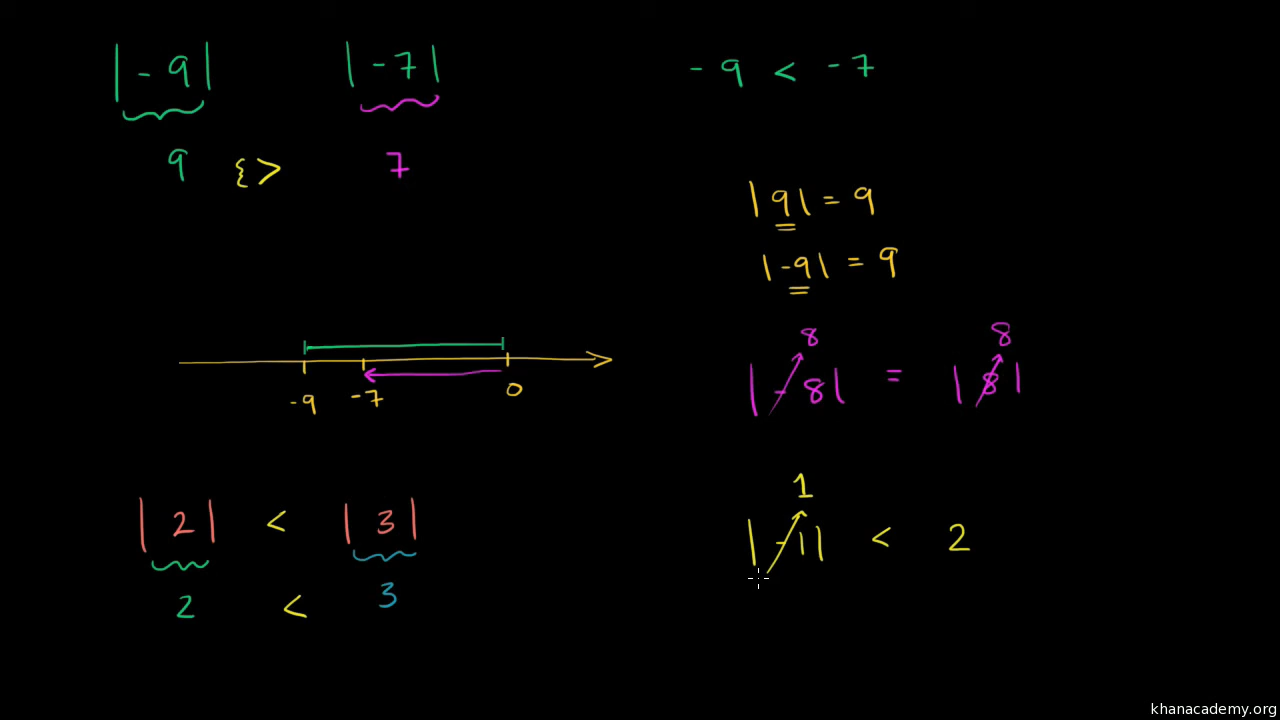 |-9| |-7|
9 {> 7
-9 < -7
|9| = 9
|-9| = 9
-9 -7 0
8 8
|-8| = |8|
|2| < |3|
2 < 3
1
|-1| < 2
khanacademy.org